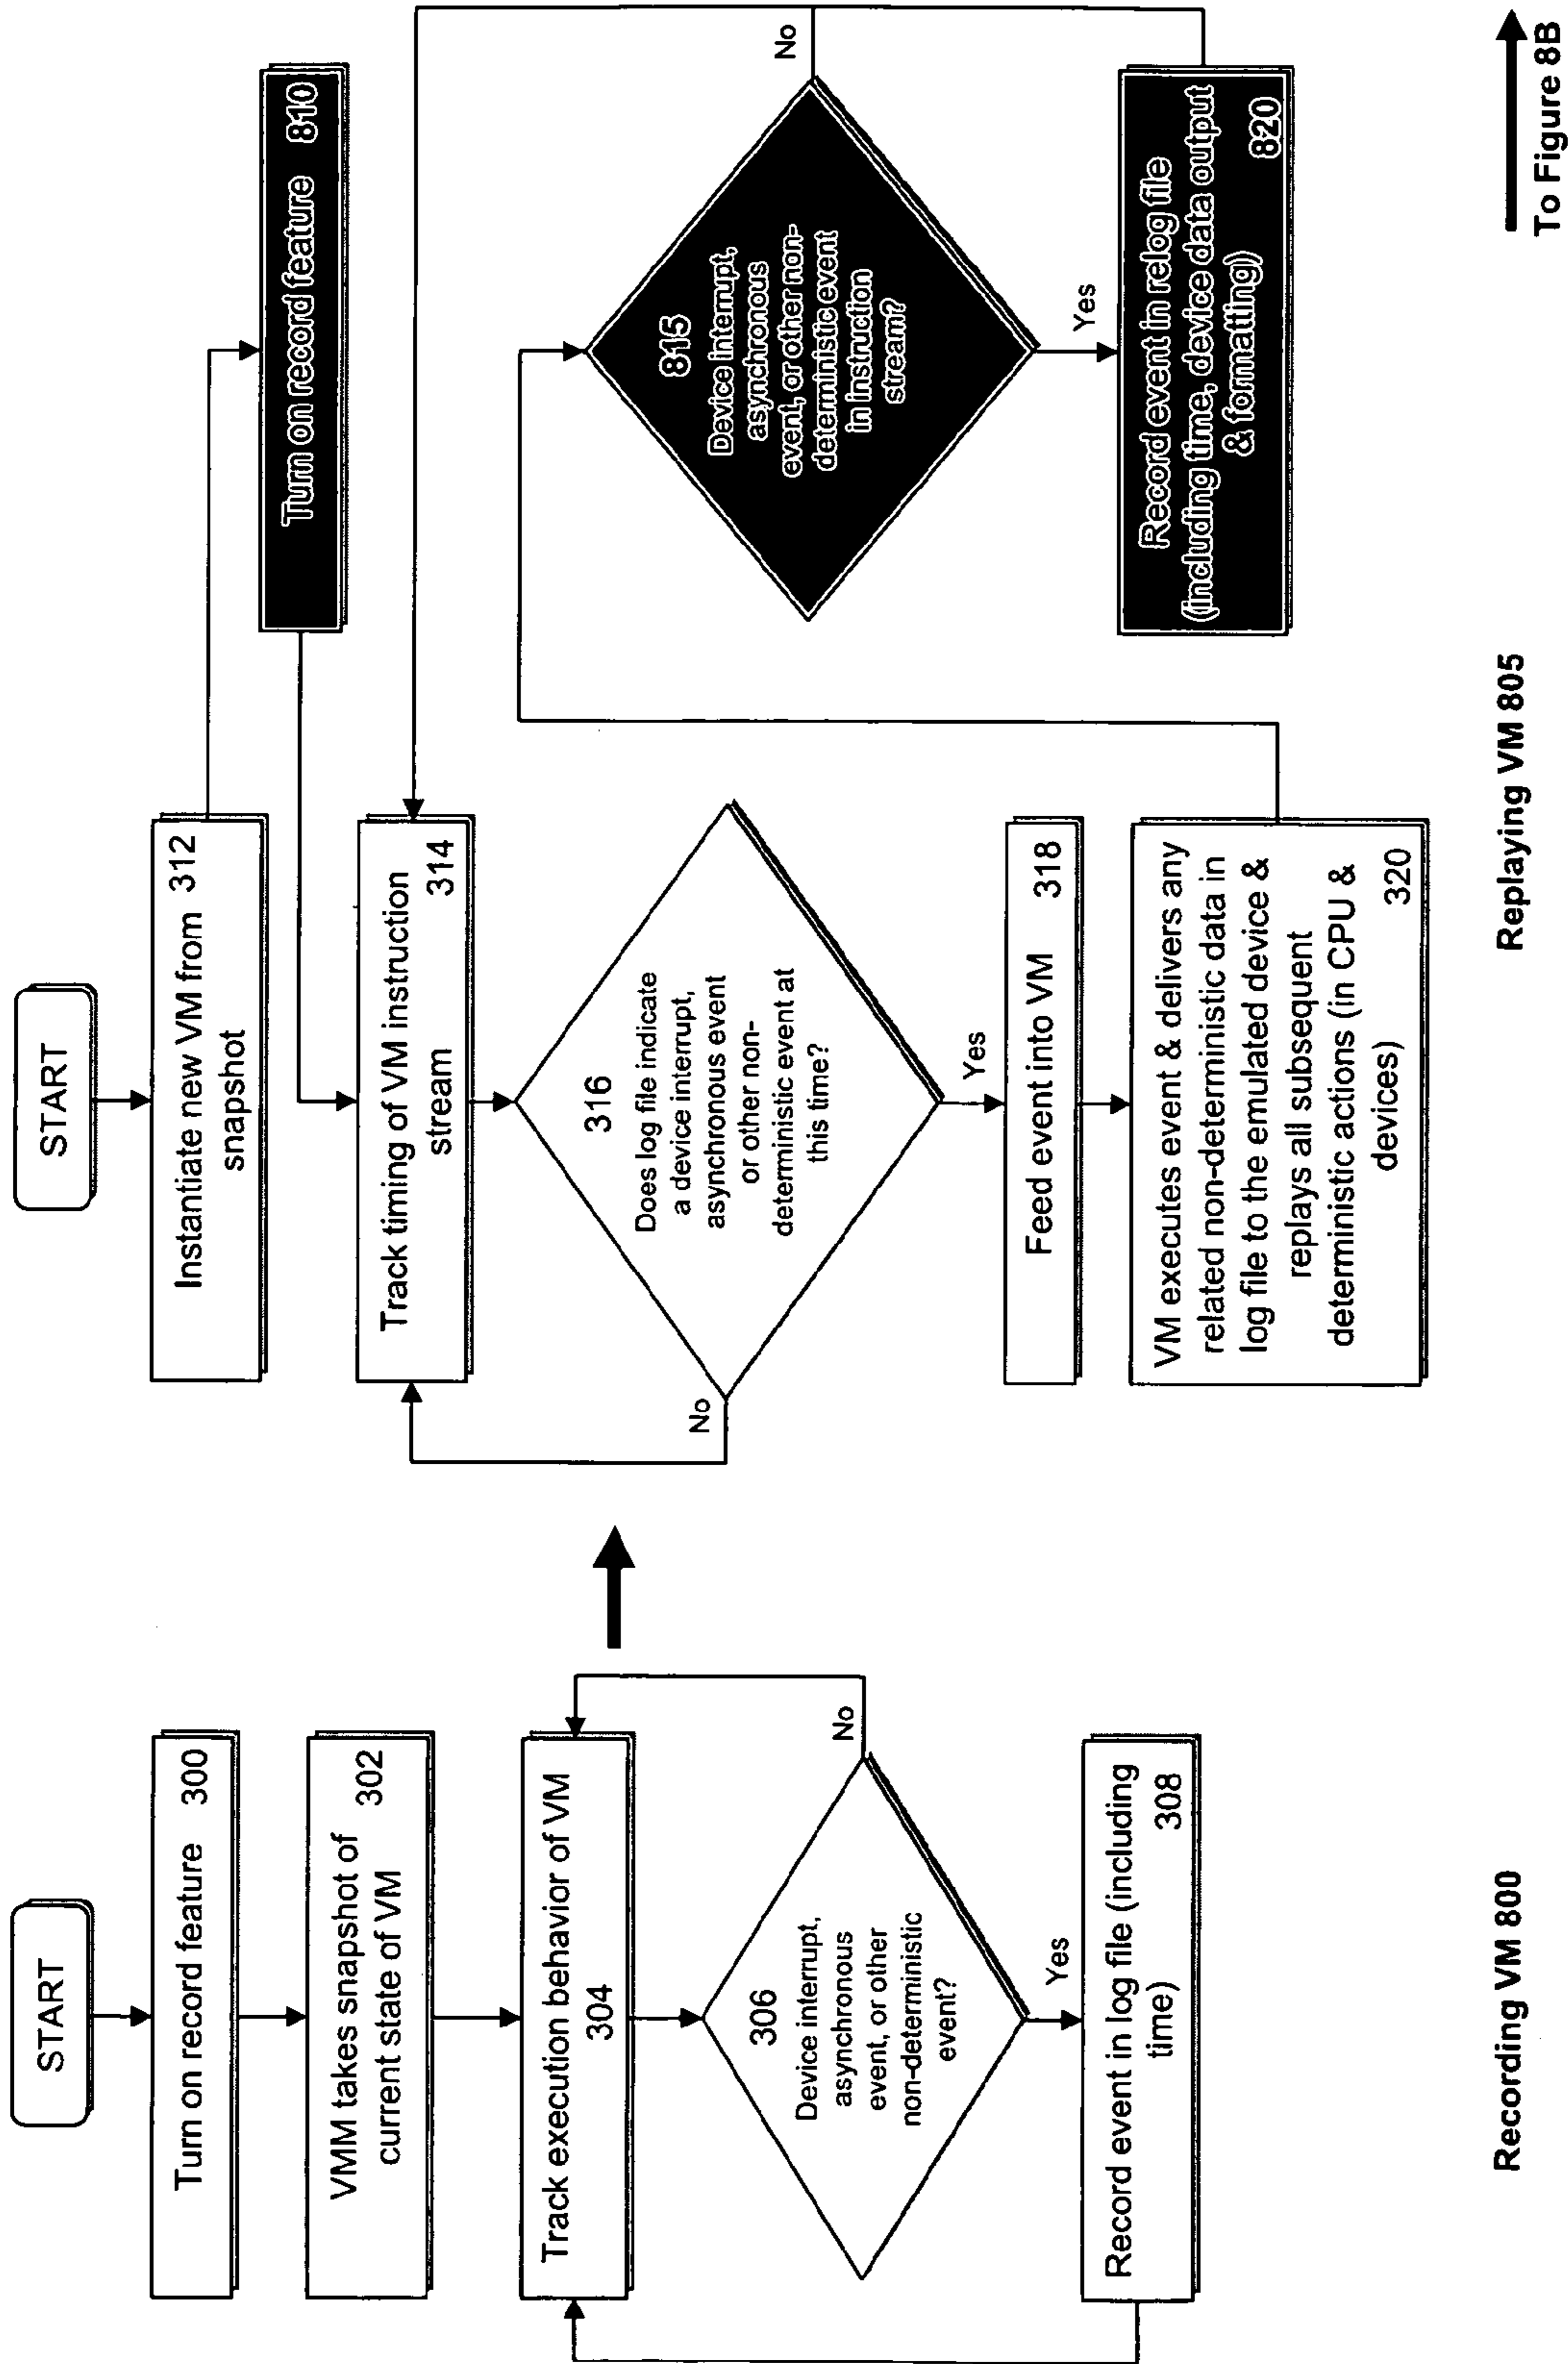 START
Turn on record feature 300
VMM takes snapshot of 302
current state of VM
Track execution behavior of VM
304
306
Device interrupt,
asynchronous
event, or other
non-deterministic
event?
No
Yes
Record event in log file (including
time) 308
Recording VM 800
START
Instantiate new VM from 312
snapshot
Turn on record feature 810
Track timing of VM instruction
stream 314
316
Does log file indicate
a device interrupt,
asynchronous event
or other non-
deterministic event at
this time?
No
Yes
Feed event into VM 318
VM executes event & delivers any
related non-deterministic data in
log file to the emulated device &
replays all subsequent
deterministic actions (in CPU &
devices) 320
815
Device interrupt,
asynchronous
event, or other non-
deterministic event
in instruction
stream?
No
Yes
Record event in relog file
(including time, device data output
& formatting) 820
Replaying VM 805
To Figure 8B